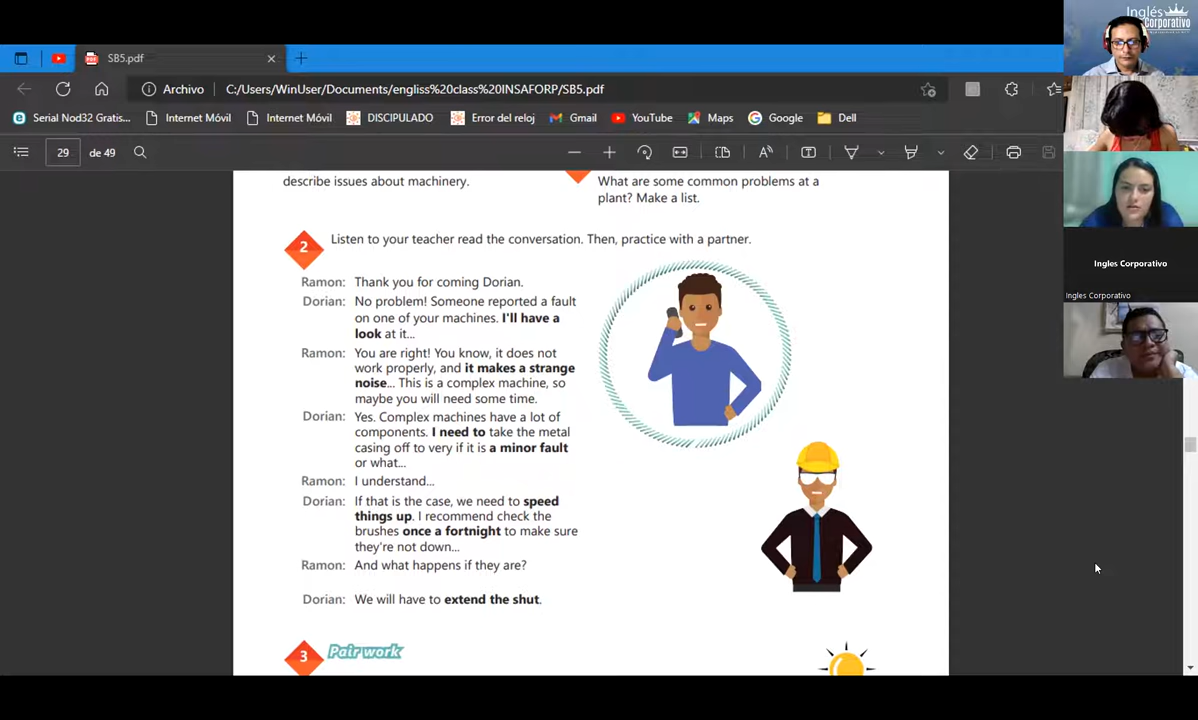 Inglés
Corporativo
SB5.pdf
Archivo
C:/Users/WinUser/Documents/engliss%20class%20INSAFORP/SB5.pdf
Serial Nod32 Gratis...
Internet Móvil
Internet Móvil
DISCIPULADO
Error del reloj
Gmail
YouTube
Maps
Google
Dell
29
de 49
describe issues about machinery.
What are some common problems at a
plant? Make a list.
2
Listen to your teacher read the conversation. Then, practice with a partner.
Ramon: Thank you for coming Dorian.
Dorian: No problem! Someone reported a fault
on one of your machines. I'll have a
look at it...
Ramon: You are right! You know, it does not
work properly, and it makes a strange
noise... This is a complex machine, so
maybe you will need some time.
Dorian: Yes. Complex machines have a lot of
components. I need to take the metal
casing off to very if it is a minor fault
or what...
Ramon: I understand...
Dorian: If that is the case, we need to speed
things up. I recommend check the
brushes once a fortnight to make sure
they're not down...
Ramon: And what happens if they are?
Dorian: We will have to extend the shut.
3
Pair work
Ingles Corporativo
Ingles Corporativo